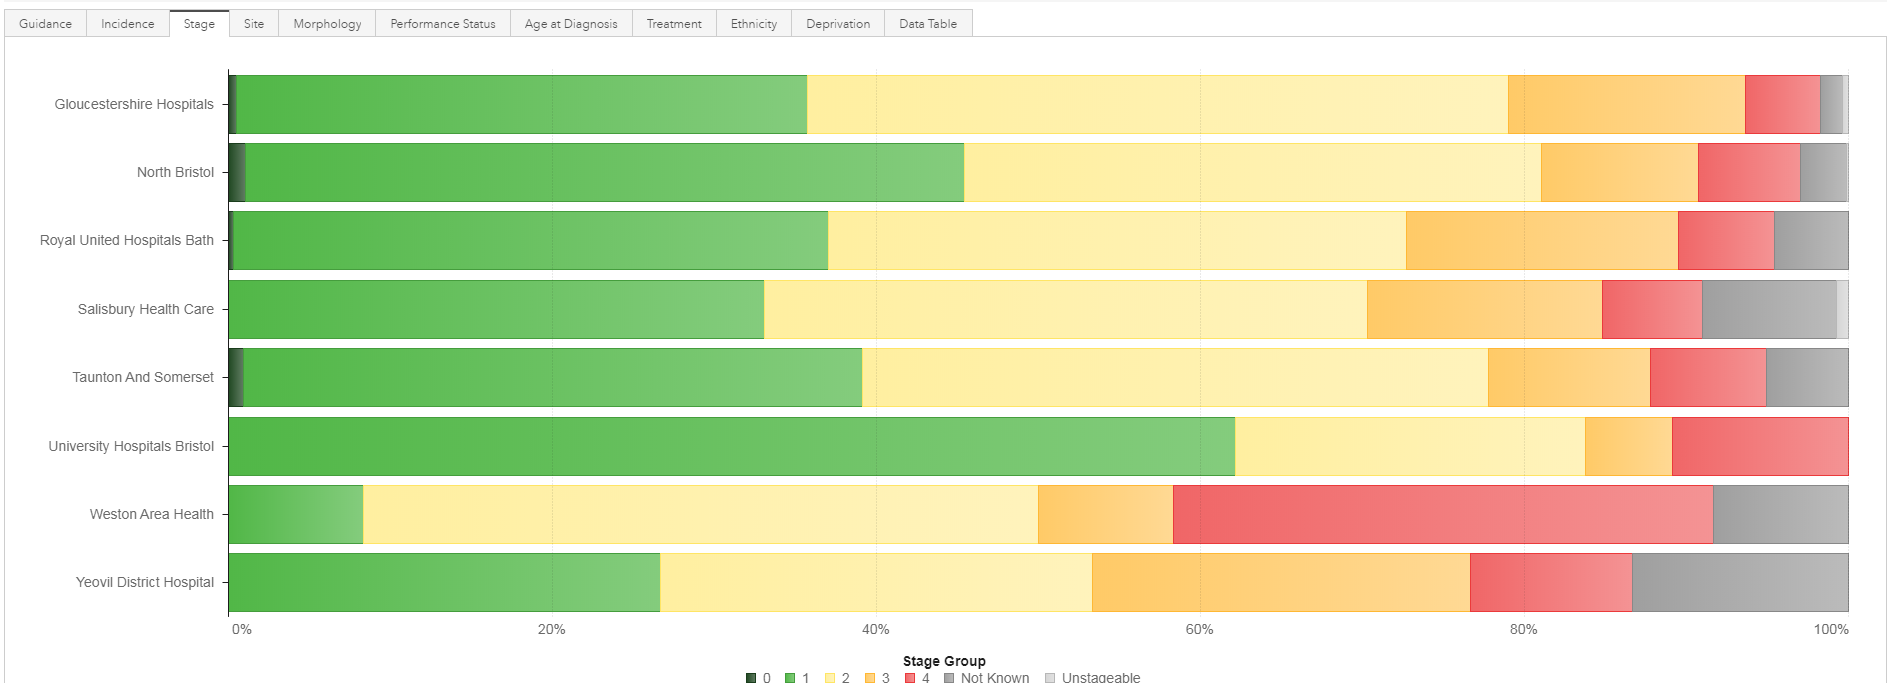 Guidance Incidence Stage Site Morphology Performance Status Age at Diagnosis Treatment Ethnicity Deprivation Data Table
Gloucestershire Hospitals
North Bristol
Royal United Hospitals Bath
Salisbury Health Care
Taunton And Somerset
University Hospitals Bristol
Weston Area Health
Yeovil District Hospital
0% 20% 40% 60% 80% 100%
Stage Group
0 1 2 3 4 Not Known Unstageable